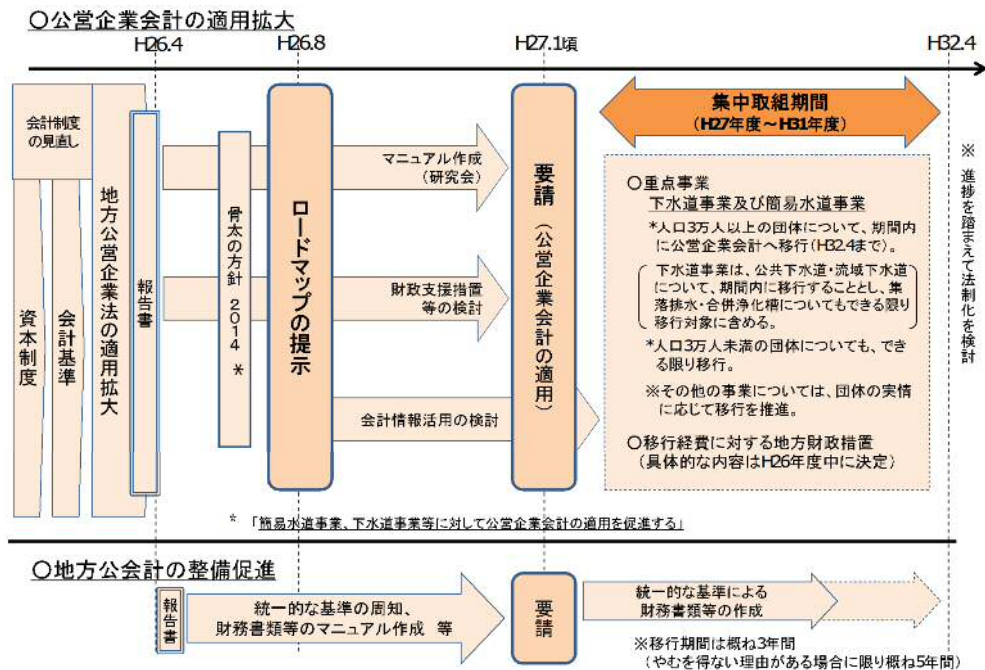 〇公営企業会計の適用拡大
H26.4
H26.8
H27.1頃
H32.4
会計制度
の見直し
資本制度
会計基準
地方公営企業法の適用拡大
報告書
骨太の方針 2014 *
マニュアル作成
(研究会)
財政支援措置
等の検討
会計情報活用の検討
ロードマップの提示
要請(公営企業会計の適用)
集中取組期間
(H27年度～H31年度)
〇重点事業
下水道事業及び簡易水道事業
*人口3万人以上の団体について、期間
内に公営企業会計へ移行(H32.4まで)。
下水道事業は、公共下水道・流域下水道
について、期間内に移行することとし、集
落排水・合併浄化槽についてもできる限り
移行対象に含める。
*人口3万人未満の団体についても、でき
る限り移行。
※その他の事業については、団体の実情
に応じて移行を推進。
〇移行経費に対する地方財政措置
(具体的な内容はH26年度中に決定)
※ 進捗を踏まえて法制化を検討
* 「簡易水道事業、下水道事業等に対して公営企業会計の適用を促進する」
〇地方公会計の整備促進
報告書
統一的な基準の周知、
財務書類等のマニュアル作成 等
要請
統一的な基準による
財務書類等の作成
※移行期間は概ね3年間
(やむを得ない理由がある場合に限り概ね5年間)